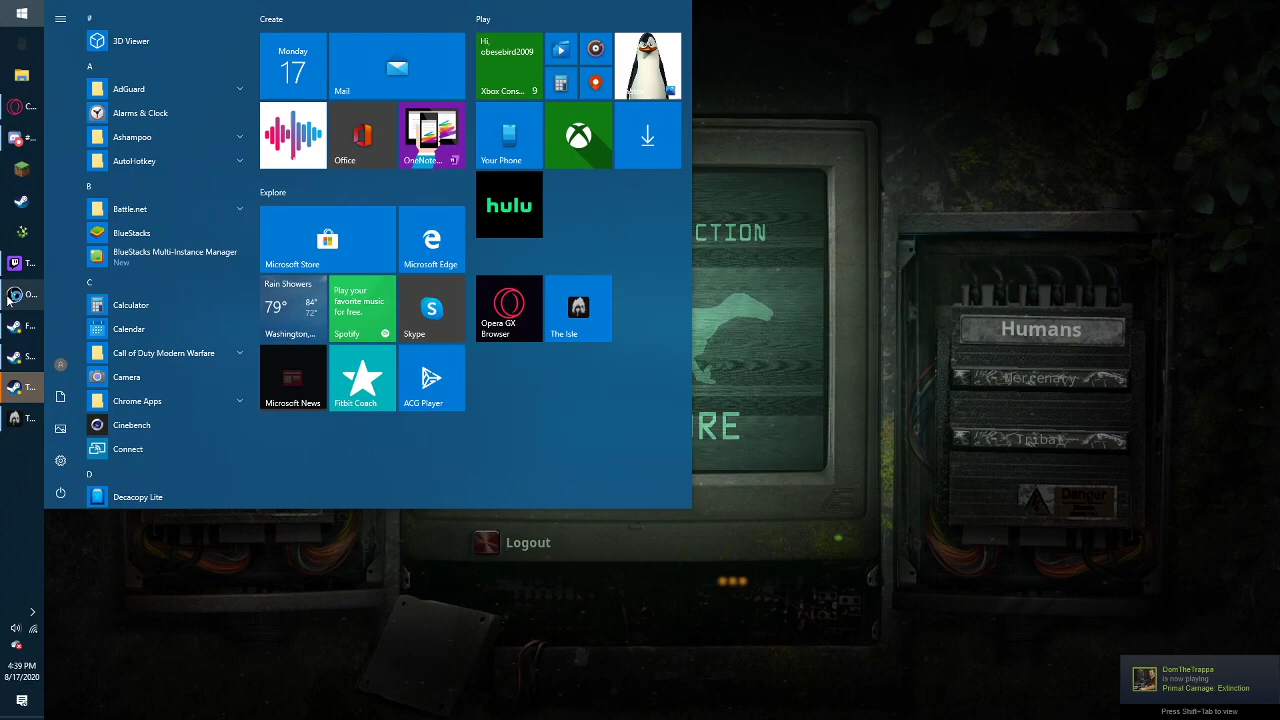 C...
#...
T...
O...
F...
S...
T...
T...
4:39 PM
8/17/2020
#
3D Viewer
A
AdGuard
Alarms & Clock
Ashampoo
AutoHotkey
B
Battle.net
BlueStacks
BlueStacks Multi-Instance Manager
New
C
Calculator
Calendar
Call of Duty Modern Warfare
Camera
Chrome Apps
Cinebench
Connect
D
Decacopy Lite
Create
Monday
17
Mail
Office
OneNote...
Explore
Microsoft Store
Microsoft Edge
Rain Showers
79° 84°
72°
Washington,...
Play your
favorite music
for free.
Spotify
Skype
Microsoft News
Fitbit Coach
ACG Player
Play
Hi,
obesebird2009
Xbox Cons... 9
Your Phone
hulu
Opera GX
Browser
The Isle
CTION
RE
Logout
Humans
Mercenary
Tribal
Danger
DomTheTrappa
is now playing
Primal Carnage: Extinction
Press Shift+Tab to view